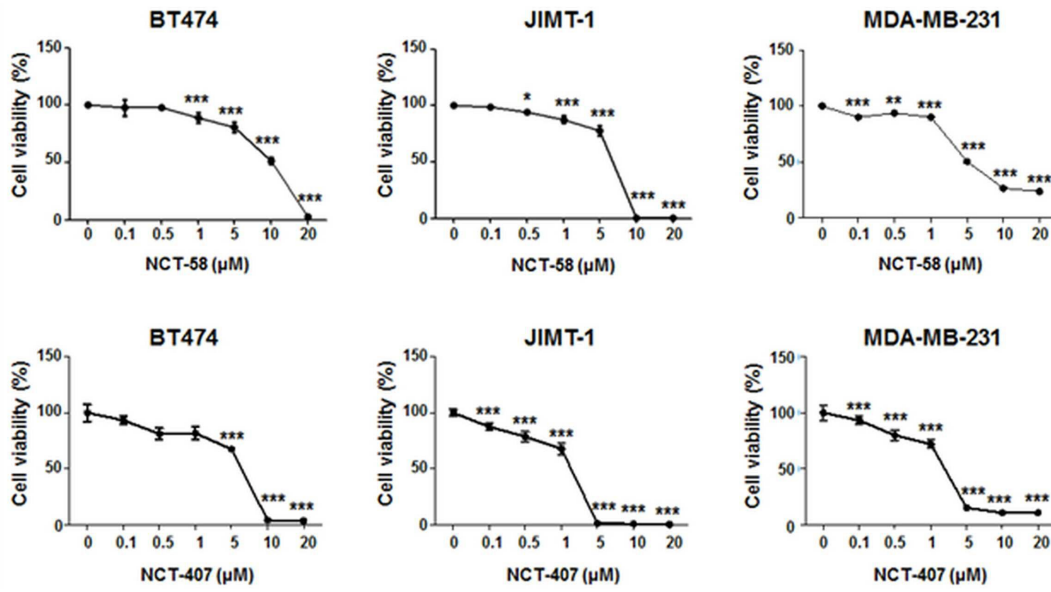 BT474
Cell viability (%)
150
100
50
0
*** *** *** ***
0 0.1 0.5 1 5 10 20
NCT-58 (µM)
JIMT-1
Cell viability (%)
150
100
50
0
* *** *** *** ***
0 0.1 0.5 1 5 10 20
NCT-58 (µM)
MDA-MB-231
Cell viability (%)
150
100
50
0
*** ** *** *** *** ***
0 0.1 0.5 1 5 10 20
NCT-58 (µM)
BT474
Cell viability (%)
150
100
50
0
*** *** ***
0 0.1 0.5 1 5 10 20
NCT-407 (µM)
JIMT-1
Cell viability (%)
150
100
50
0
*** *** *** *** *** ***
0 0.1 0.5 1 5 10 20
NCT-407 (µM)
MDA-MB-231
Cell viability (%)
150
100
50
0
*** *** *** *** *** ***
0 0.1 0.5 1 5 10 20
NCT-407 (µM)